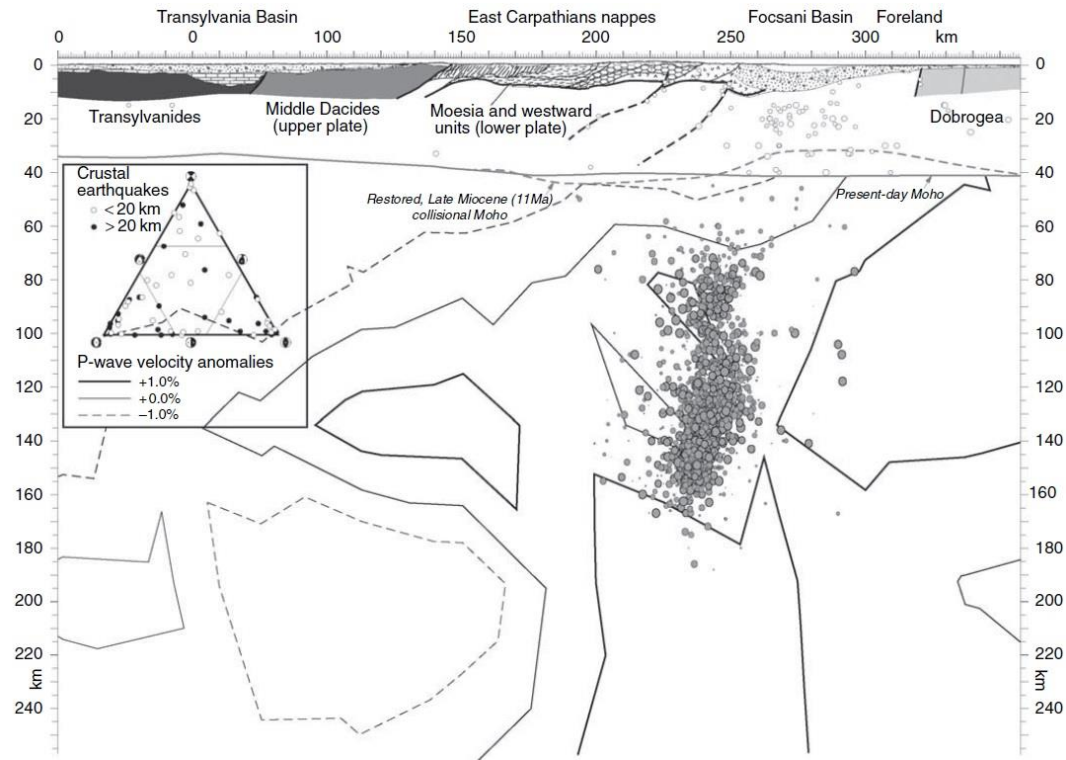 Transylvania Basin East Carpathians nappes Focsani Basin Foreland
0 0 100 150 200 250 300 km
0 0
Transylvanides Middle Dacides Moesia and westward Dobrogea
(upper plate) units (lower plate)
20 20
40 40
Restored, Late Miocene (11Ma)
collisional Moho
Present-day Moho
Crustal
earthquakes
< 20 km
> 20 km
60 60
80 80
100 100
P-wave velocity anomalies
+1.0%
+0.0%
−1.0%
120 120
140 140
160 160
180 180
200 200
220 220
km km
240 240